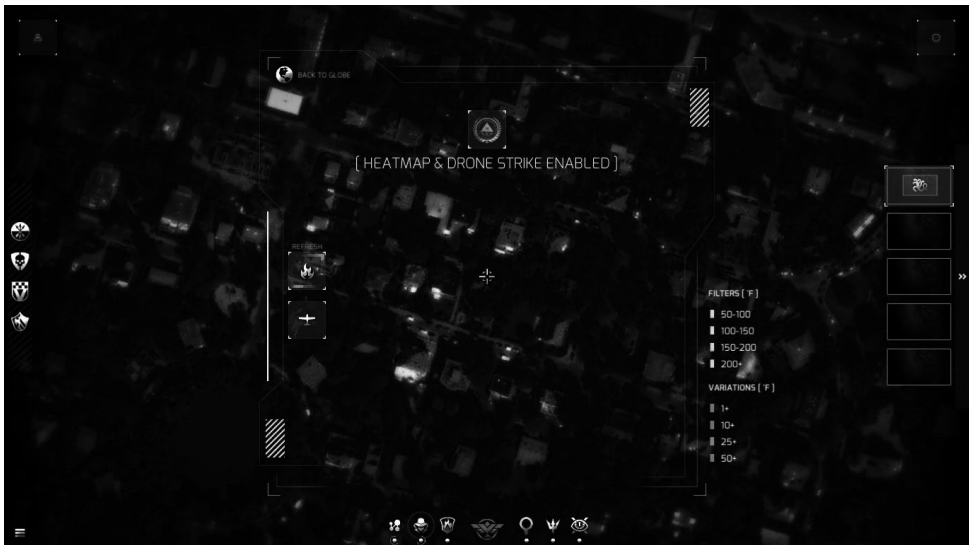 BACK TO GLOBE
[ HEATMAP & DRONE STRIKE ENABLED ]
REFRESH
FILTERS [ °F ]
50-100
100-150
150-200
200+
VARIATIONS [ °F ]
1+
10+
25+
50+